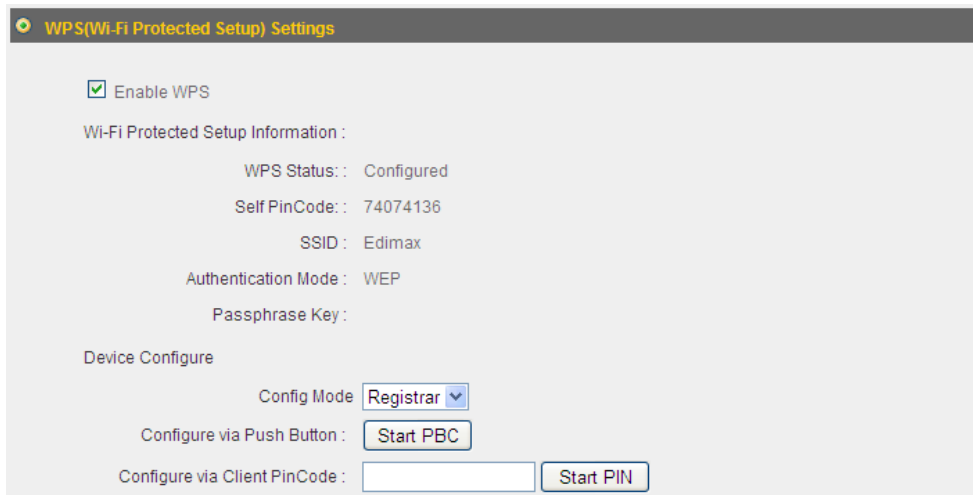 WPS(Wi-Fi Protected Setup) Settings
Enable WPS
Wi-Fi Protected Setup Information :
WPS Status: : Configured
Self PinCode: : 74074136
SSID : Edimax
Authentication Mode : WEP
Passphrase Key :
Device Configure
Config Mode Registrar
Configure via Push Button : Start PBC
Configure via Client PinCode : Start PIN